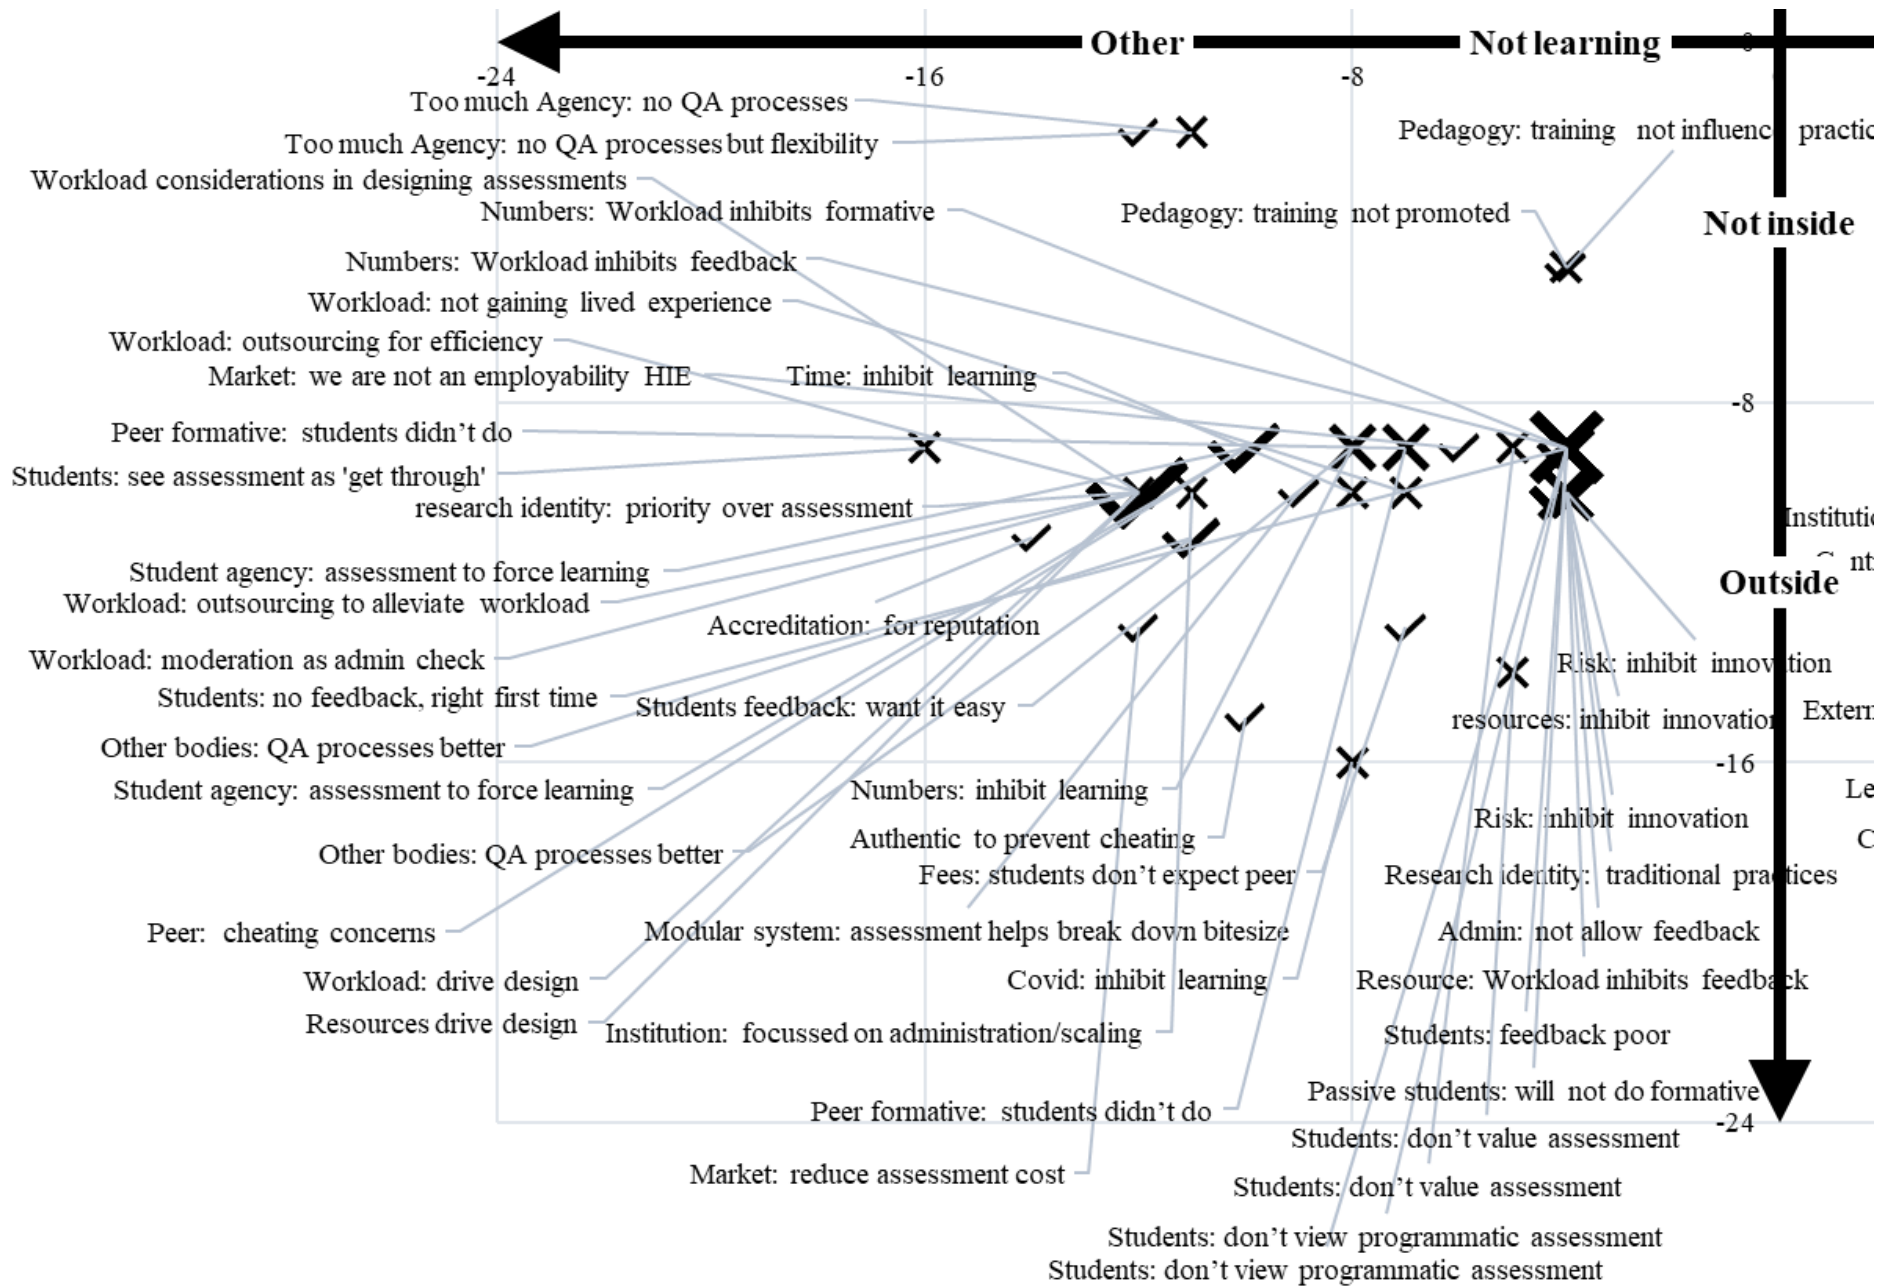 Other
Not learning
0
-24
-16
-8
Too much Agency: no QA processes
Pedagogy: training not influence practic
Too much Agency: no QA processes but flexibility
Workload considerations in designing assessments
Numbers: Workload inhibits formative
Pedagogy: training not promoted
Not inside
Numbers: Workload inhibits feedback
Workload: not gaining lived experience
Workload: outsourcing for efficiency
Market: we are not an employability HIE
Time: inhibit learning
-8
Peer formative: students didn't do
Students: see assessment as 'get through'
research identity: priority over assessment
Institutio
Student agency: assessment to force learning
Outside
Workload: outsourcing to alleviate workload
Accreditation: for reputation
Workload: moderation as admin check
Risk: inhibit innovation
Students: no feedback, right first time
Students feedback: want it easy
resources: inhibit innovation
Extern
Other bodies: QA processes better
-16
Student agency: assessment to force learning
Numbers: inhibit learning
Le
Risk: inhibit innovation
Authentic to prevent cheating
C
Other bodies: QA processes better
Fees: students don't expect peer
Research identity: traditional practices
Peer: cheating concerns
Modular system: assessment helps break down bitesize
Admin: not allow feedback
Workload: drive design
Covid: inhibit learning
Resource: Workload inhibits feedback
Resources drive design
Institution: focussed on administration/scaling
Students: feedback poor
Peer formative: students didn't do
Passive students: will not do formative
-24
Students: don't value assessment
Market: reduce assessment cost
Students: don't value assessment
Students: don't view programmatic assessment
Students: don't view programmatic assessment